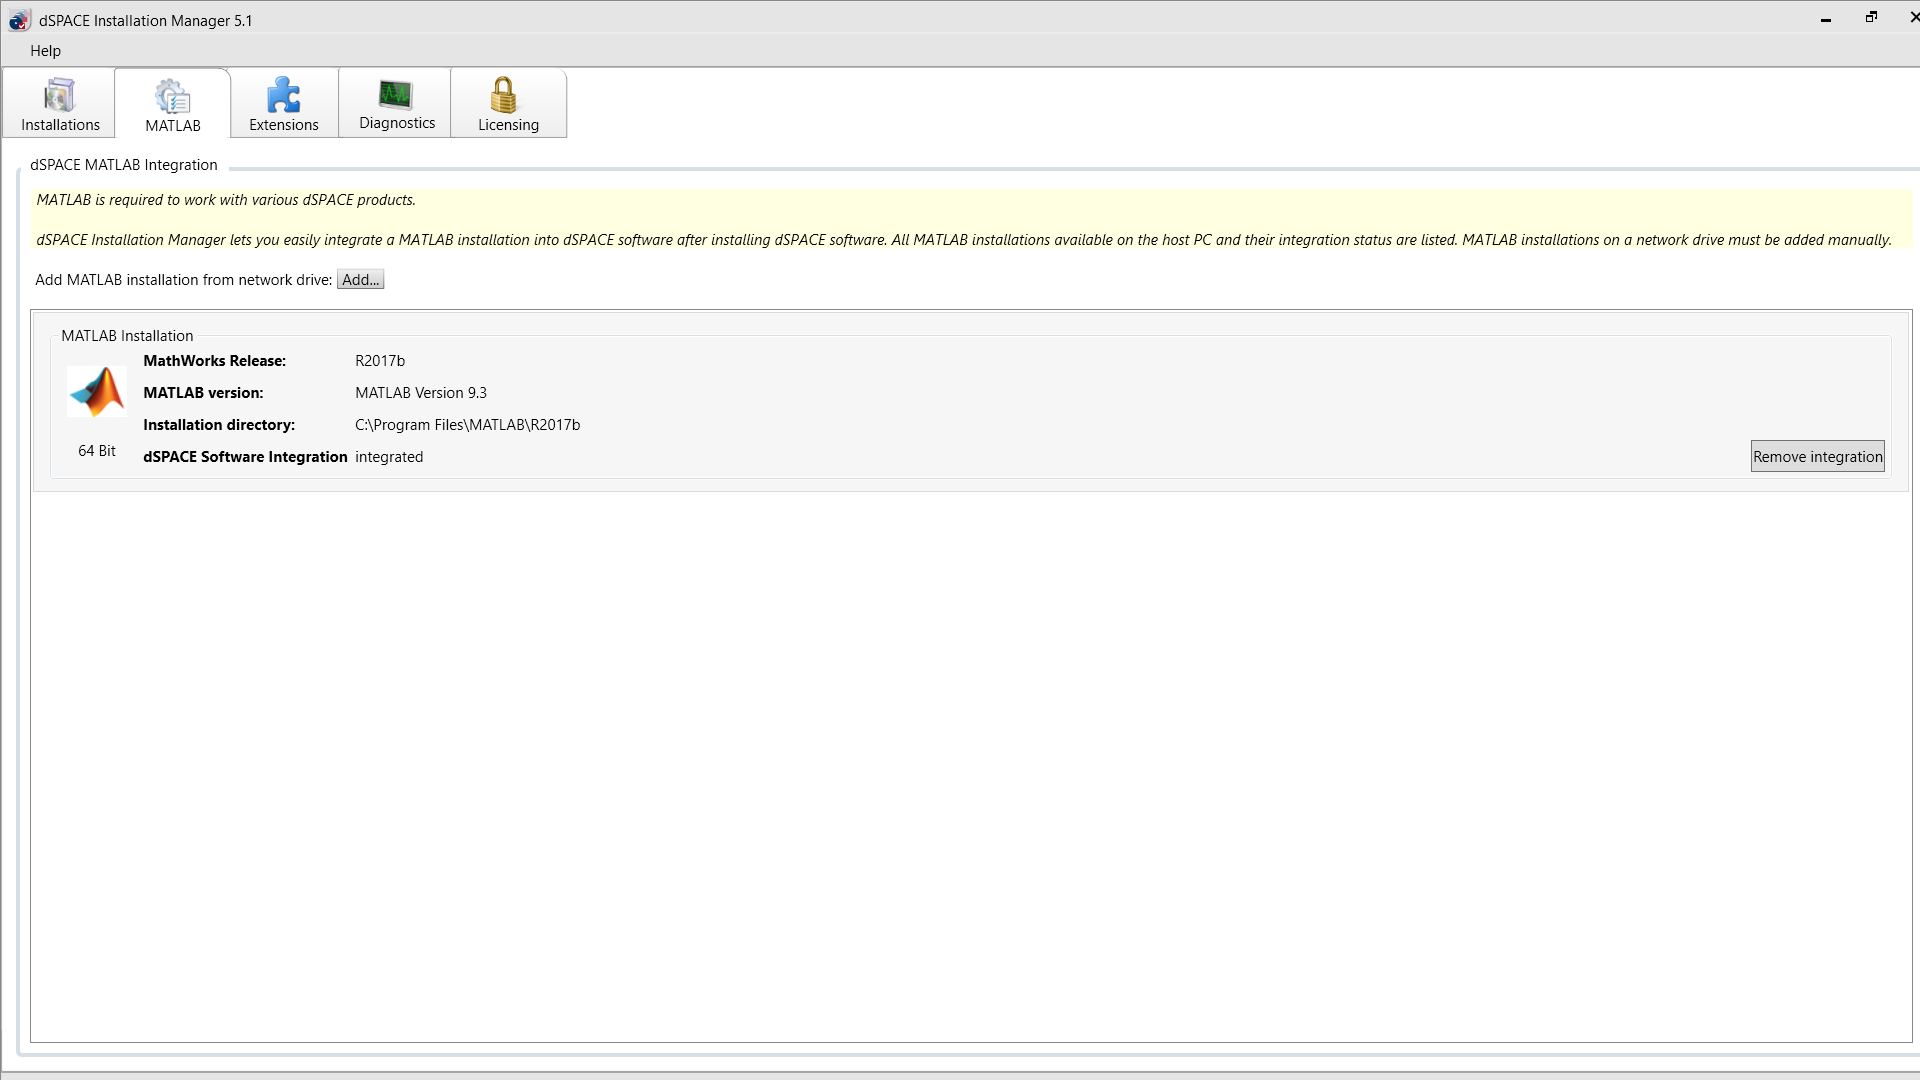 dSPACE Installation Manager 5.1
Help
Installations
MATLAB
Extensions
Diagnostics
Licensing
dSPACE MATLAB Integration
MATLAB is required to work with various dSPACE products.
dSPACE Installation Manager lets you easily integrate a MATLAB installation into dSPACE software after installing dSPACE software. All MATLAB installations available on the host PC and their integration status are listed. MATLAB installations on a network drive must be added manually.
Add MATLAB installation from network drive: Add...
MATLAB Installation
MathWorks Release: R2017b
MATLAB version: MATLAB Version 9.3
Installation directory: C:\Program Files\MATLAB\R2017b
64 Bit
dSPACE Software Integration integrated
Remove integration